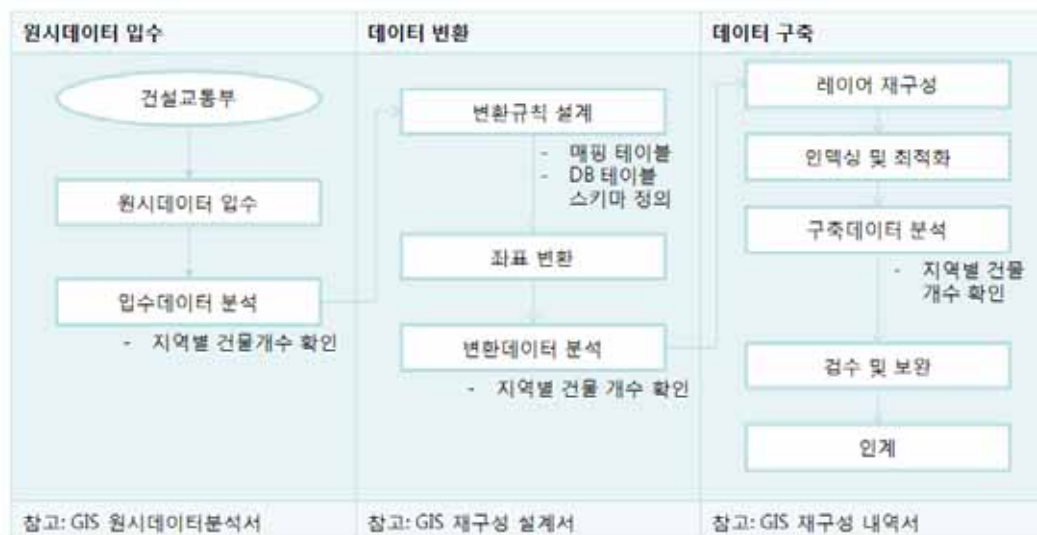 원시데이터 입수
건설교통부
원시데이터 입수
입수데이터 분석
- 지역별 건물개수 확인
참고: GIS 원시데이터분석서
데이터 변환
변환규칙 설계
- 매핑 테이블
- DB 테이블
스키마 정의
좌표 변환
변환데이터 분석
- 지역별 건물 개수 확인
참고: GIS 재구성 설계서
데이터 구축
레이어 재구성
인덱싱 및 최적화
구축데이터 분석
- 지역별 건물
개수 확인
검수 및 보완
인계
참고: GIS 재구성 내역서